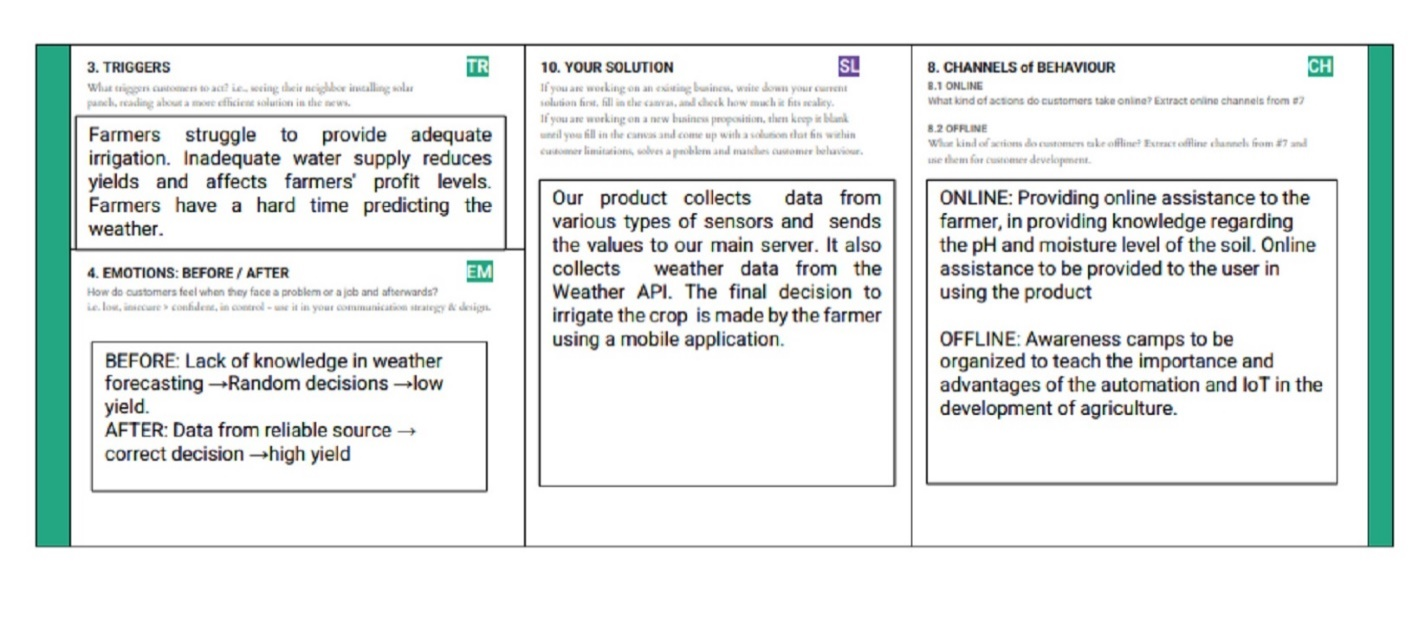 3. TRIGGERS
TR
What triggers customers to act? i.e., seeing their neighbor installing solar
panels, reading about a more efficient solution in the news.
Farmers struggle to provide adequate
irrigation. Inadequate water supply reduces
yields and affects farmers' profit levels.
Farmers have a hard time predicting the
weather.
4. EMOTIONS: BEFORE / AFTER
EM
How do customers feel when they face a problem or a job and afterwards?
i.e. lost, insecure > confident, in control - use it in your communication strategy & design.
BEFORE: Lack of knowledge in weather
forecasting →Random decisions →low
yield.
AFTER: Data from reliable source →
correct decision →high yield
10. YOUR SOLUTION
SL
If you are working on an existing business, write down your current
solution first, fill in the canvas, and check how much it fits reality.
If you are working on a new business proposition, then keep it blank
until you fill in the canvas and come up with a solution that fits within
customer limitations, solves a problem and matches customer behaviour.
Our product collects data from
various types of sensors and sends
the values to our main server. It also
collects weather data from the
Weather API. The final decision to
irrigate the crop is made by the farmer
using a mobile application.
8. CHANNELS of BEHAVIOUR
CH
8.1 ONLINE
What kind of actions do customers take online? Extract online channels from #7
8.2 OFFLINE
What kind of actions do customers take offline? Extract offline channels from #7 and
use them for customer development.
ONLINE: Providing online assistance to the
farmer, in providing knowledge regarding
the pH and moisture level of the soil. Online
assistance to be provided to the user in
using the product
OFFLINE: Awareness camps to be
organized to teach the importance and
advantages of the automation and IoT in the
development of agriculture.